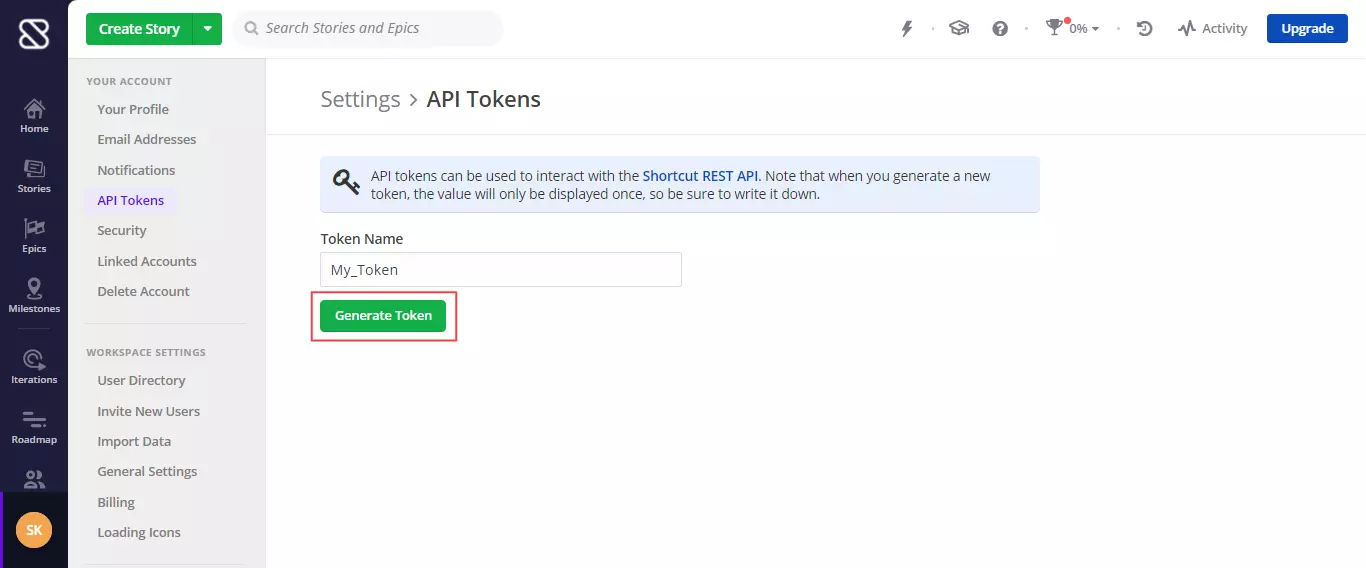 Create Story
Search Stories and Epics
0%
Activity
Upgrade
Home
Stories
Epics
Milestones
Iterations
Roadmap
SK
YOUR ACCOUNT
Your Profile
Email Addresses
Notifications
API Tokens
Security
Linked Accounts
Delete Account
WORKSPACE SETTINGS
User Directory
Invite New Users
Import Data
General Settings
Billing
Loading Icons
Settings > API Tokens
API tokens can be used to interact with the Shortcut REST API. Note that when you generate a new
token, the value will only be displayed once, so be sure to write it down.
Token Name
My_Token
Generate Token